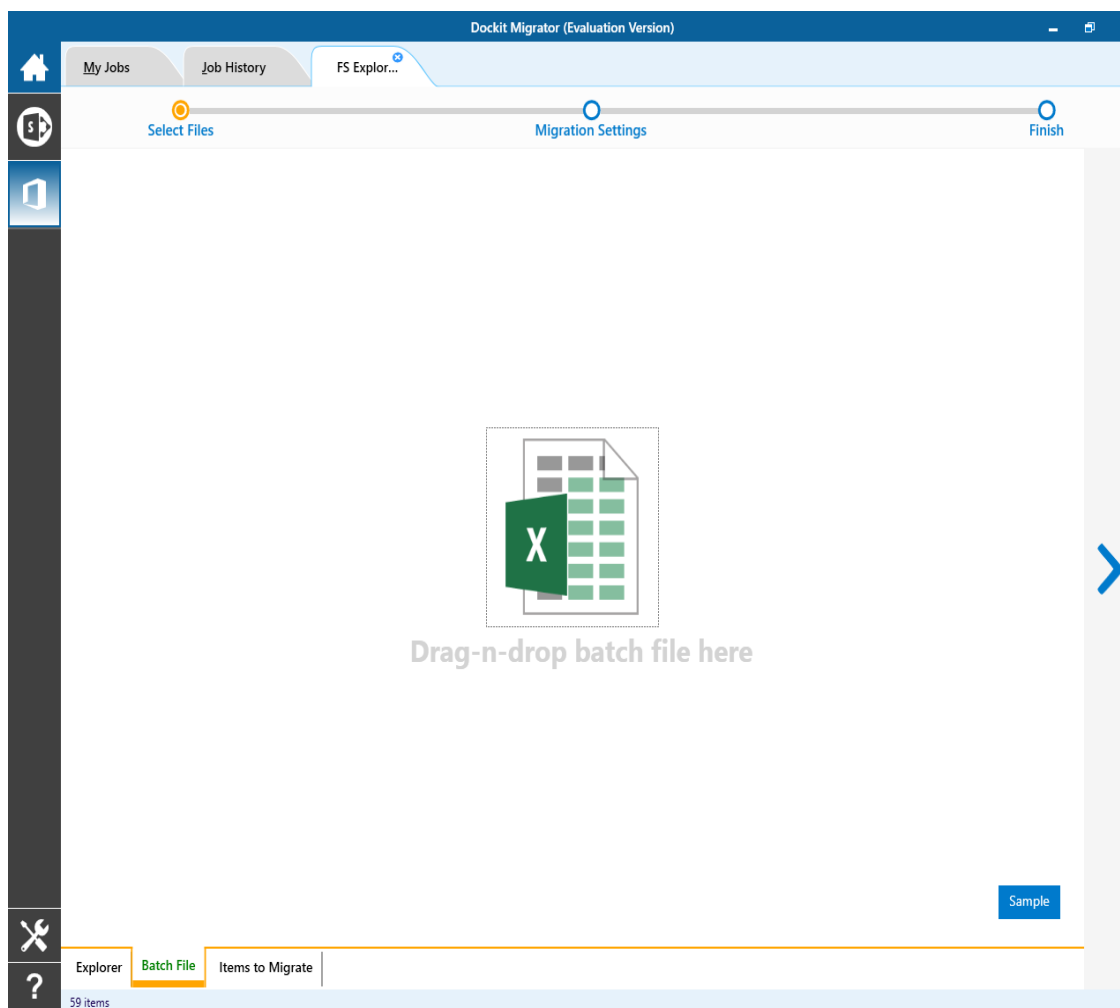 Dockit Migrator (Evaluation Version)
My Jobs
Job History
FS Explor...
Select Files
Migration Settings
Finish
S
X
Drag-n-drop batch file here
Sample
Explorer
Batch File
Items to Migrate
?
59 items